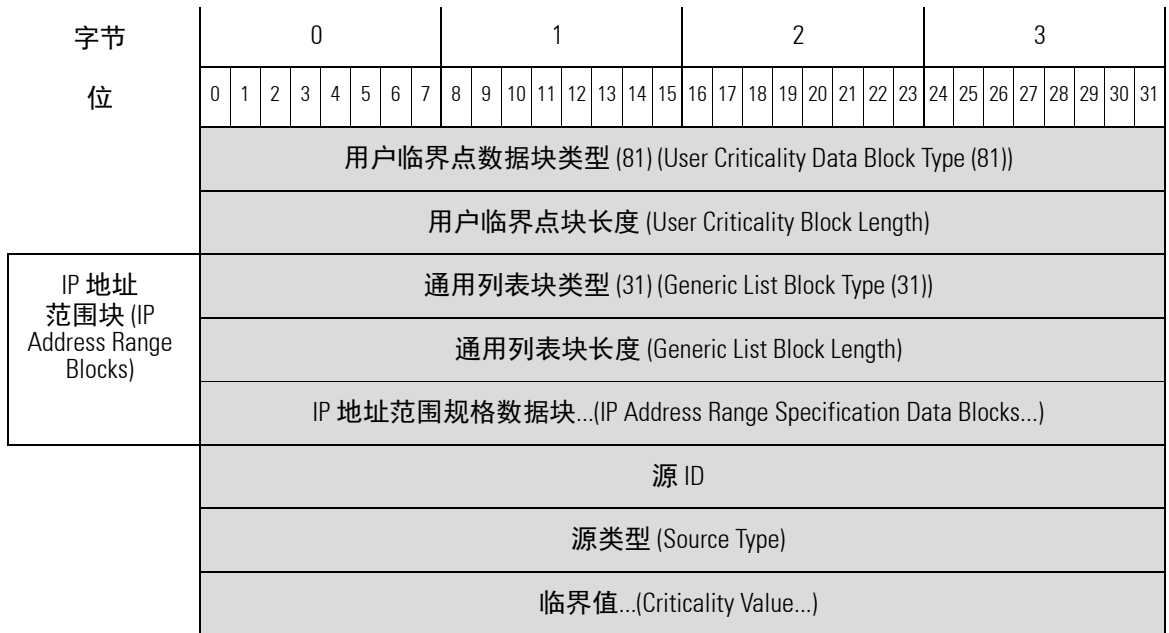 字节 0 1 2 3
位 0 1 2 3 4 5 6 7 8 9 10 11 12 13 14 15 16 17 18 19 20 21 22 23 24 25 26 27 28 29 30 31
用户临界点数据块类型 (81) (User Criticality Data Block Type (81))
用户临界点块长度 (User Criticality Block Length)
IP 地址
范围块 (IP
Address Range
Blocks)
通用列表块类型 (31) (Generic List Block Type (31))
通用列表块长度 (Generic List Block Length)
IP 地址范围规格数据块...(IP Address Range Specification Data Blocks...)
源 ID
源类型 (Source Type)
临界值...(Criticality Value...)